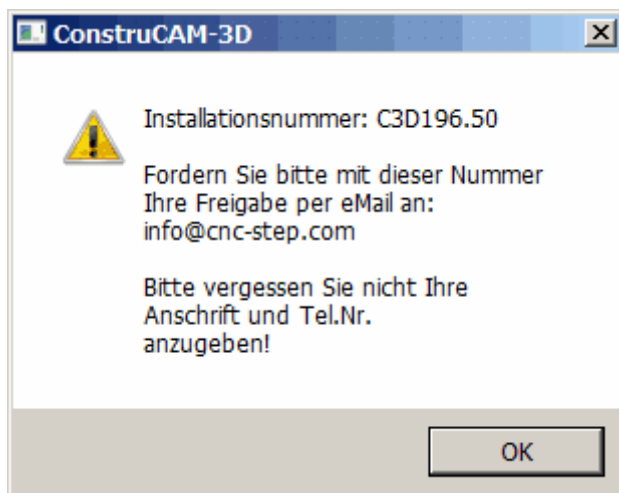 ConstruCAM-3D
Installationsnummer: C3D196.50
Fordern Sie bitte mit dieser Nummer
Ihre Freigabe per eMail an:
info@cnc-step.com
Bitte vergessen Sie nicht Ihre
Anschrift und Tel.Nr.
anzugeben!
OK